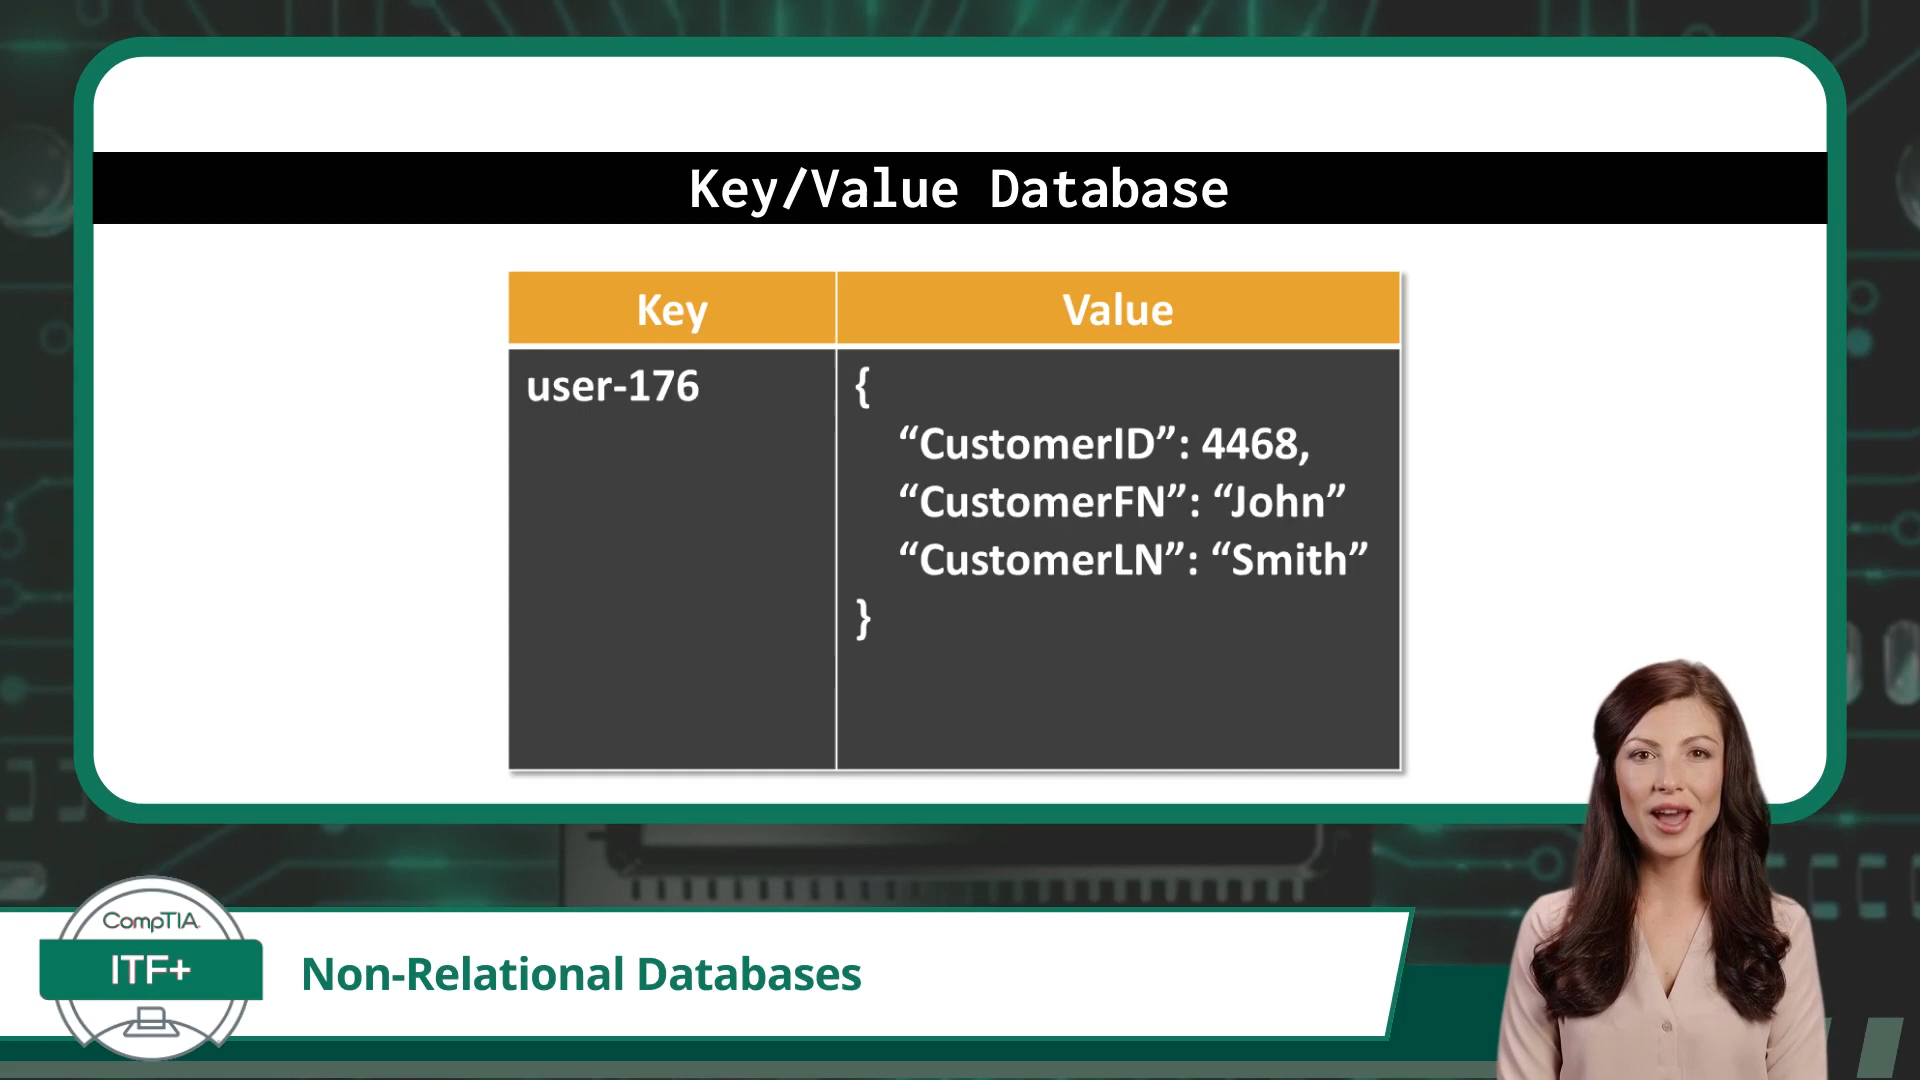 Key/Value Database
Key Value
user-176 {
“CustomerID”: 4468,
“CustomerFN”: “John”
“CustomerLN”: “Smith”
}
CompTIA
ITF+
Non-Relational Databases